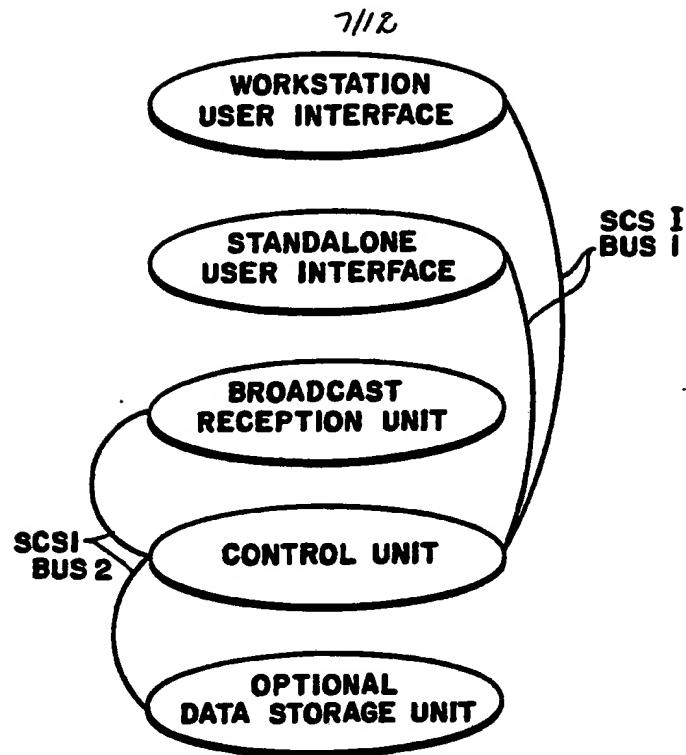 7/12
WORKSTATION
USER INTERFACE
STANDALONE
USER INTERFACE
SCS I
BUS 1
BROADCAST
RECEPTION UNIT
CONTROL UNIT
SCSI
BUS 2
OPTIONAL
DATA STORAGE UNIT